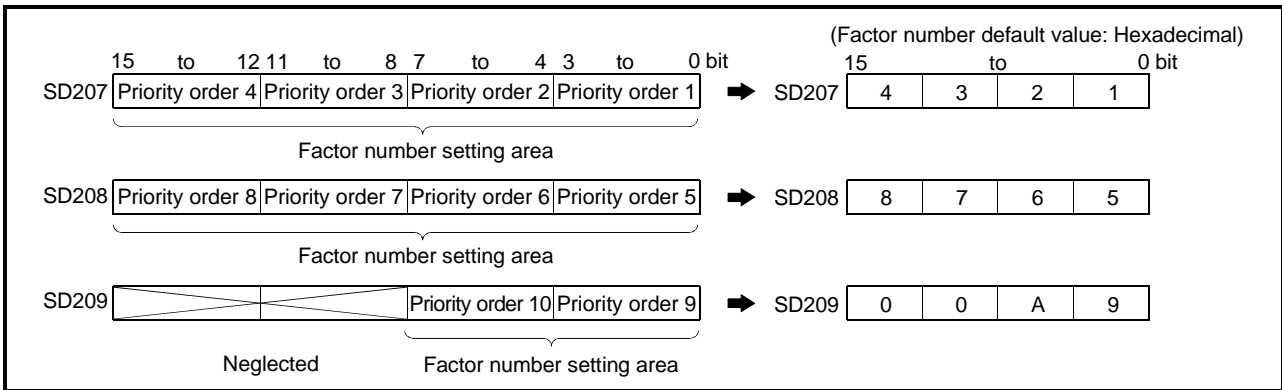 (Factor number default value: Hexadecimal)
15 to 12 11 to 8 7 to 4 3 to 0 bit 15 to 0 bit
SD207 Priority order 4 Priority order 3 Priority order 2 Priority order 1 SD207 4 3 2 1
Factor number setting area
SD208 Priority order 8 Priority order 7 Priority order 6 Priority order 5 SD208 8 7 6 5
Factor number setting area
SD209 Priority order 10 Priority order 9 SD209 0 0 A 9
Neglected Factor number setting area